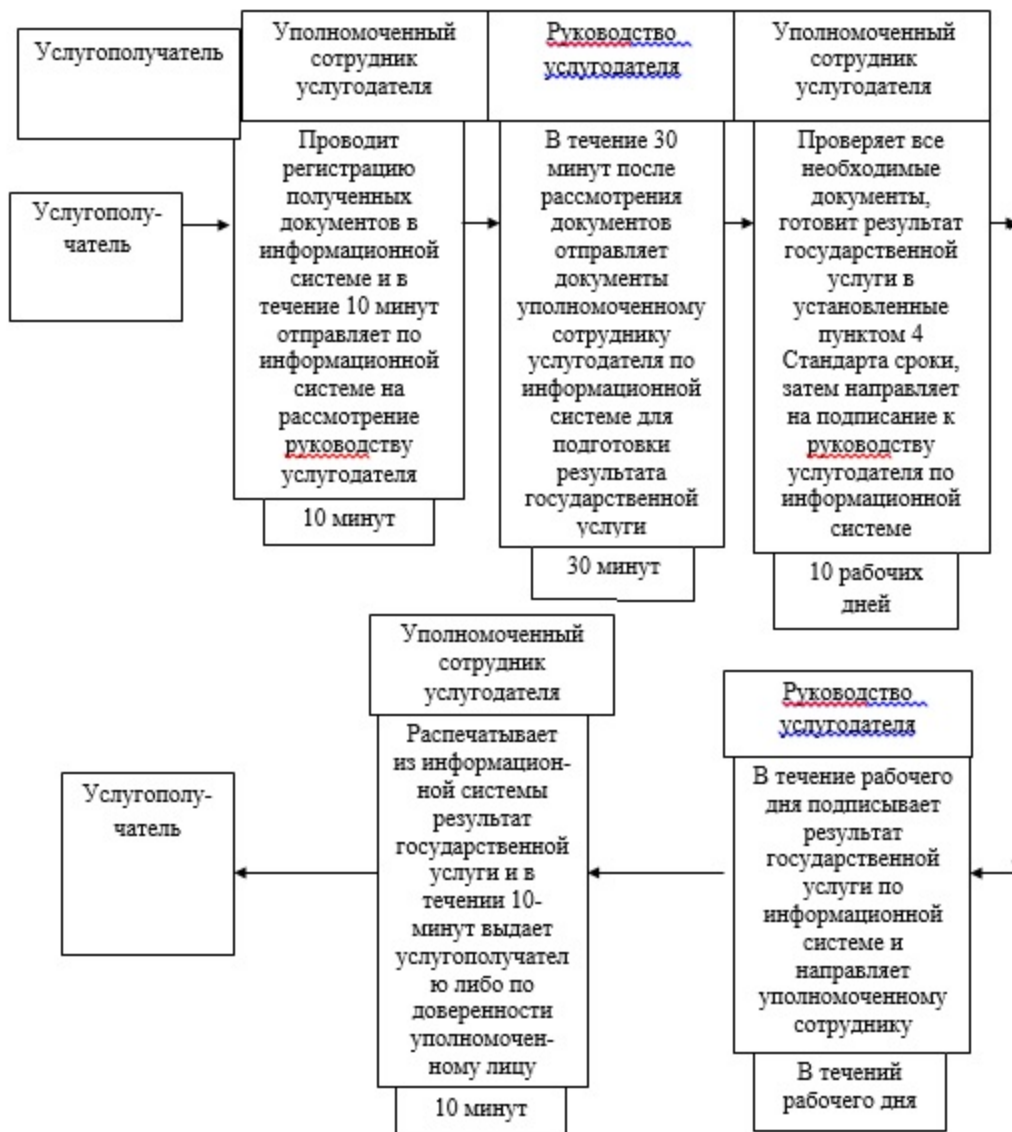 Услугополучатель
Уполномоченный
сотрудник
услугодателя
Руководство
услугодателя
Уполномоченный
сотрудник
услугодателя
Услугополу-
чатель
Проводит
регистрацию
полученных
документов в
информационной
системе и в
течение 10 минут
отправляет по
информационной
системе на
рассмотрение
руководству
услугодателя
10 минут
В течение 30
минут после
рассмотрения
документов
отправляет
документы
уполномоченному
сотруднику
услугодателя по
информационной
системе для
подготовки
результата
государственной
услуги
30 минут
Проверяет все
необходимые
документы,
готовит результат
государственной
услуги в
установленные
пунктом 4
Стандарта сроки,
затем направляет
на подписание к
руководству
услугодателя по
информационной
системе
10 рабочих
дней
Руководство
услугодателя
В течение рабочего
дня подписывает
результат
государственной
услуги по
информационной
системе и
направляет
уполномоченному
сотруднику
В течений
рабочего дня
Уполномоченный
сотрудник
услугодателя
Распечатывает
из информацион-
ной системы
результат
государственной
услуги и в
течении 10-
минут выдает
услугополучател
ю либо по
доверенности
уполномочен-
ному лицу
10 минут
Услугополу-
чатель